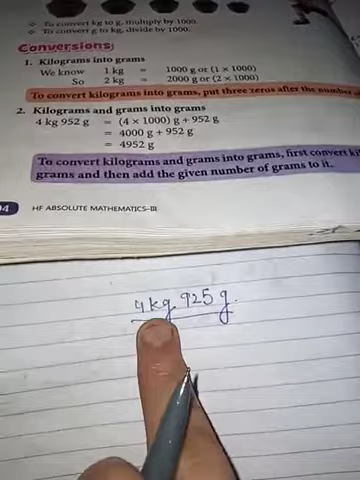 To convert kg to g, multiply by 1000.
To convert g to kg, divide by 1000.
Conversions
1. Kilograms into grams
We know 1 kg = 1000 g or (1 × 1000)
So 2 kg = 2000 g or (2 × 1000)
To convert kilograms into grams, put three zeros after the number of
2. Kilograms and grams into grams
4 kg 952 g = (4 × 1000) g + 952 g
= 4000 g + 952 g
= 4952 g
To convert kilograms and grams into grams, first convert
grams and then add the given number of grams to it.
94 HF ABSOLUTE MATHEMATICS-III
4 kg 925 g